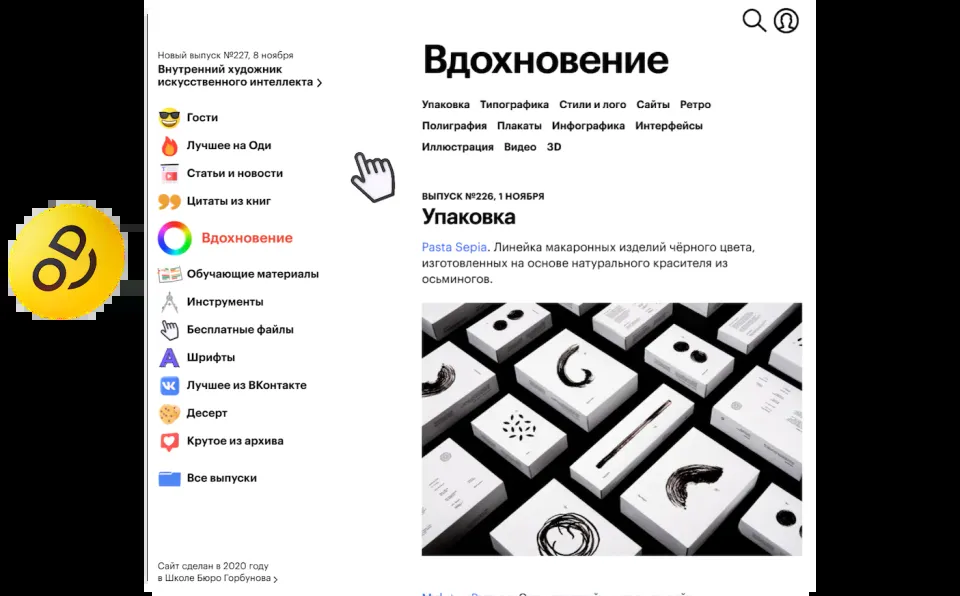 Новый выпуск №227, 8 ноября
Внутренний художник
искусственного интеллекта
Гости
Лучшее на Оди
Статьи и новости
Цитаты из книг
Вдохновение
Обучающие материалы
Инструменты
Бесплатные файлы
Шрифты
Лучшее из ВКонтакте
Десерт
Крутое из архива
Все выпуски
Сайт сделан в 2020 году
в Школе Бюро Горбунова
Вдохновение
Упаковка Типографика Стили и лого Сайты Ретро
Полиграфия Плакаты Инфографика Интерфейсы
Иллюстрация Видео 3D
ВЫПУСК №226, 1 НОЯБРЯ
Упаковка
Pasta Sepia. Линейка макаронных изделий чёрного цвета,
изготовленных на основе натурального красителя из
осьминогов.